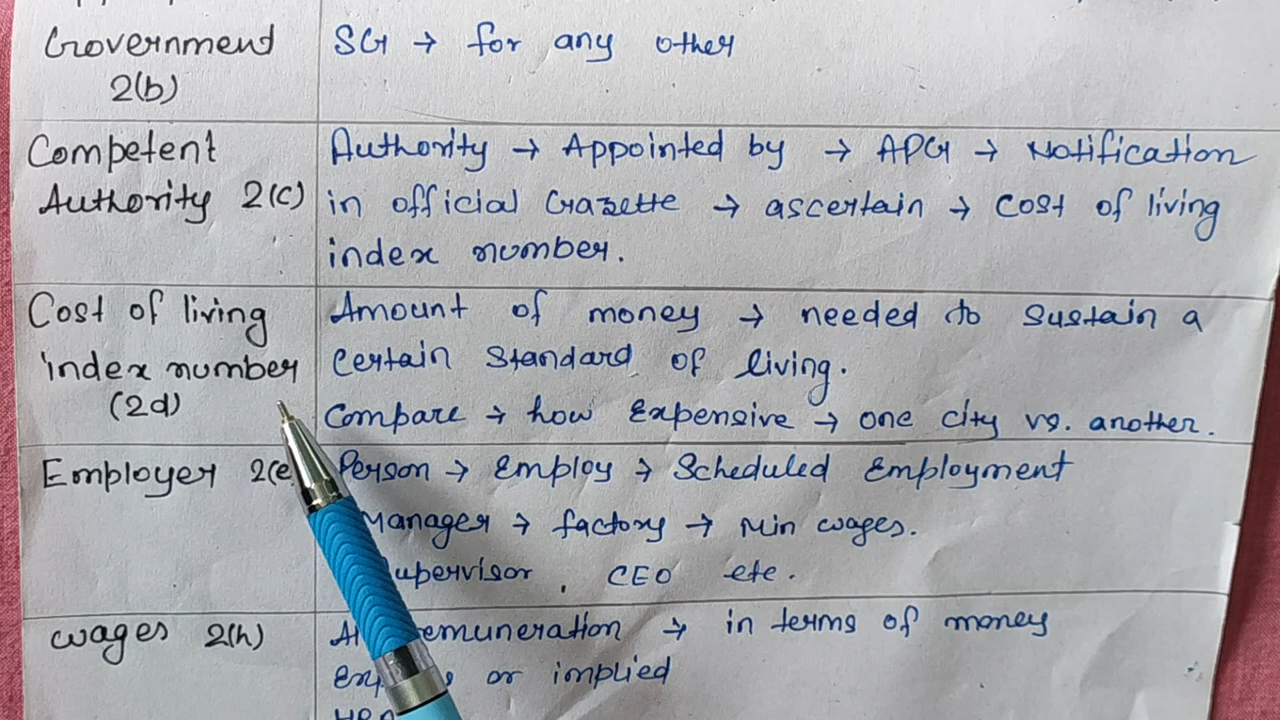 Government 2(b)
SG → for any other
Competent Authority 2(c)
Authority → Appointed by → APG → Notification
in official Gazette → ascertain → cost of living
index number.
Cost of living index number (2d)
Amount of money → needed to sustain a
certain standard of living.
Compare → how expensive → one city vs. another.
Employer 2(e
Person → Employ → Scheduled Employment
Manager → factory → Min wages.
upervisor, CEO etc.
wages 2(h)
remuneration → in terms of money
or implied